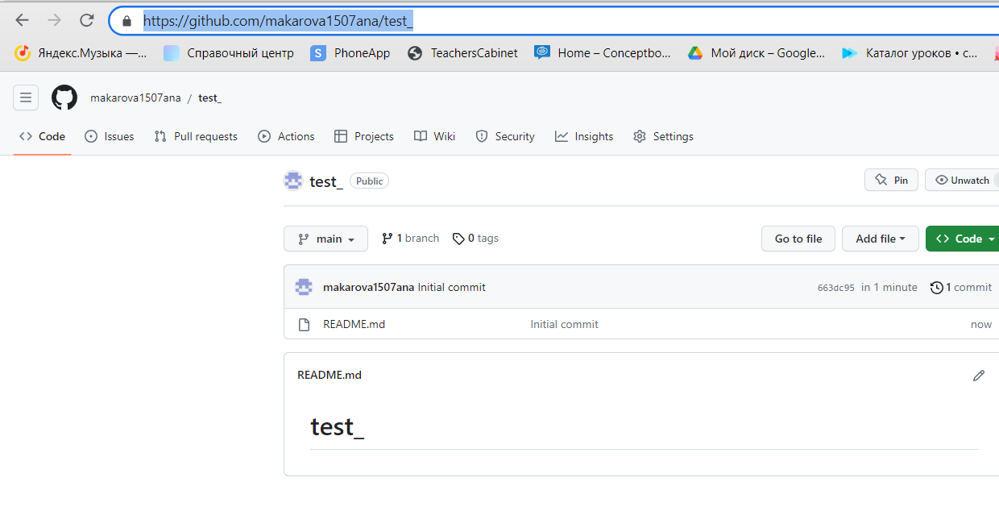 https://github.com/makarova1507ana/test_
Яндекс.Музыка —... Справочный центр S PhoneApp TeachersCabinet Home – Conceptbo... Мой диск – Google... Каталог уроков • с...
makarova1507ana / test_
Code Issues Pull requests Actions Projects Wiki Security Insights Settings
test_ Public Pin Unwatch
main 1 branch 0 tags Go to file Add file Code
makarova1507ana Initial commit 663dc95 in 1 minute 1 commit
README.md Initial commit now
README.md
test_